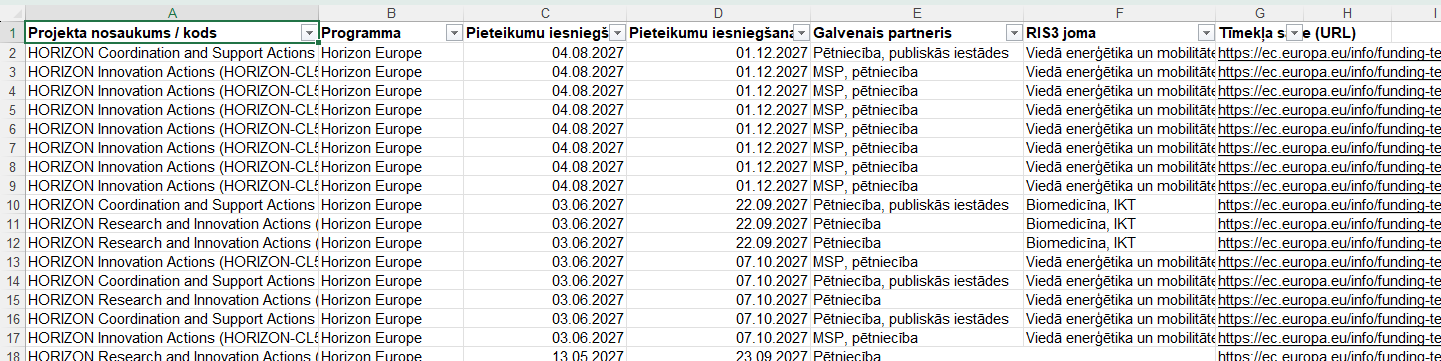 A B C D E F G H I
1 Projekta nosaukums / kods Programma Pieteikumu iesniegš Pieteikumu iesniegšana Galvenais partneris RIS3 joma Tīmekļa (URL)
2 HORIZON Coordination and Support Actions Horizon Europe 04.08.2027 01.12.2027 Pētniecība, publiskās iestādes Viedā enerģētika un mobilitāte https://ec.europa.eu/info/funding-te
3 HORIZON Innovation Actions (HORIZON-CL5 Horizon Europe 04.08.2027 01.12.2027 MSP, pētniecība Viedā enerģētika un mobilitāte https://ec.europa.eu/info/funding-te
4 HORIZON Innovation Actions (HORIZON-CL5 Horizon Europe 04.08.2027 01.12.2027 MSP, pētniecība Viedā enerģētika un mobilitāte https://ec.europa.eu/info/funding-te
5 HORIZON Innovation Actions (HORIZON-CL5 Horizon Europe 04.08.2027 01.12.2027 MSP, pētniecība Viedā enerģētika un mobilitāte https://ec.europa.eu/info/funding-te
6 HORIZON Innovation Actions (HORIZON-CL5 Horizon Europe 04.08.2027 01.12.2027 MSP, pētniecība Viedā enerģētika un mobilitāte https://ec.europa.eu/info/funding-te
7 HORIZON Innovation Actions (HORIZON-CL5 Horizon Europe 04.08.2027 01.12.2027 MSP, pētniecība Viedā enerģētika un mobilitāte https://ec.europa.eu/info/funding-te
8 HORIZON Innovation Actions (HORIZON-CL5 Horizon Europe 04.08.2027 01.12.2027 MSP, pētniecība Viedā enerģētika un mobilitāte https://ec.europa.eu/info/funding-te
9 HORIZON Innovation Actions (HORIZON-CL5 Horizon Europe 04.08.2027 01.12.2027 MSP, pētniecība Viedā enerģētika un mobilitāte https://ec.europa.eu/info/funding-te
10 HORIZON Coordination and Support Actions Horizon Europe 03.06.2027 22.09.2027 Pētniecība, publiskās iestādes Biomedicīna, IKT https://ec.europa.eu/info/funding-te
11 HORIZON Research and Innovation Actions ( Horizon Europe 03.06.2027 22.09.2027 Pētniecība Biomedicīna, IKT https://ec.europa.eu/info/funding-te
12 HORIZON Research and Innovation Actions ( Horizon Europe 03.06.2027 22.09.2027 Pētniecība Biomedicīna, IKT https://ec.europa.eu/info/funding-te
13 HORIZON Innovation Actions (HORIZON-CL5 Horizon Europe 03.06.2027 07.10.2027 MSP, pētniecība Viedā enerģētika un mobilitāte https://ec.europa.eu/info/funding-te
14 HORIZON Coordination and Support Actions Horizon Europe 03.06.2027 07.10.2027 Pētniecība, publiskās iestādes Viedā enerģētika un mobilitāte https://ec.europa.eu/info/funding-te
15 HORIZON Research and Innovation Actions ( Horizon Europe 03.06.2027 07.10.2027 Pētniecība Viedā enerģētika un mobilitāte https://ec.europa.eu/info/funding-te
16 HORIZON Coordination and Support Actions Horizon Europe 03.06.2027 07.10.2027 Pētniecība, publiskās iestādes Viedā enerģētika un mobilitāte https://ec.europa.eu/info/funding-te
17 HORIZON Innovation Actions (HORIZON-CL5 Horizon Europe 03.06.2027 07.10.2027 MSP, pētniecība Viedā enerģētika un mobilitāte https://ec.europa.eu/info/funding-te
18 HORIZON Research and Innovation Actions ( Horizon Europe 13.05.2027 23.09.2027 Pētniecība https://ec.europa.eu/info/funding-te